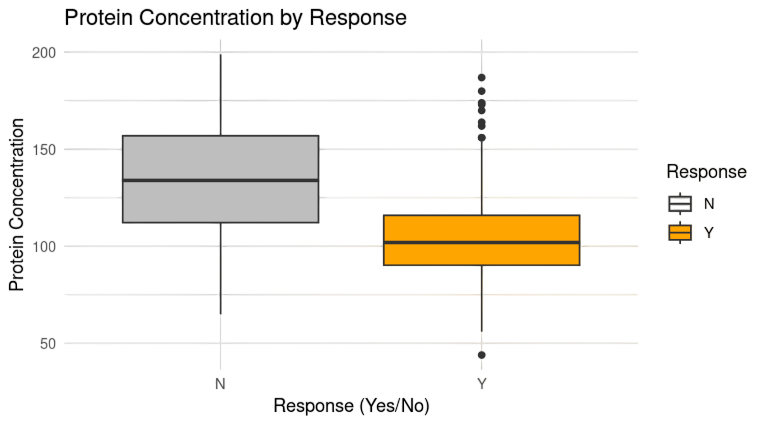 Protein Concentration by Response
200
150
100
50
Protein Concentration
N
Y
Response (Yes/No)
Response
N
Y